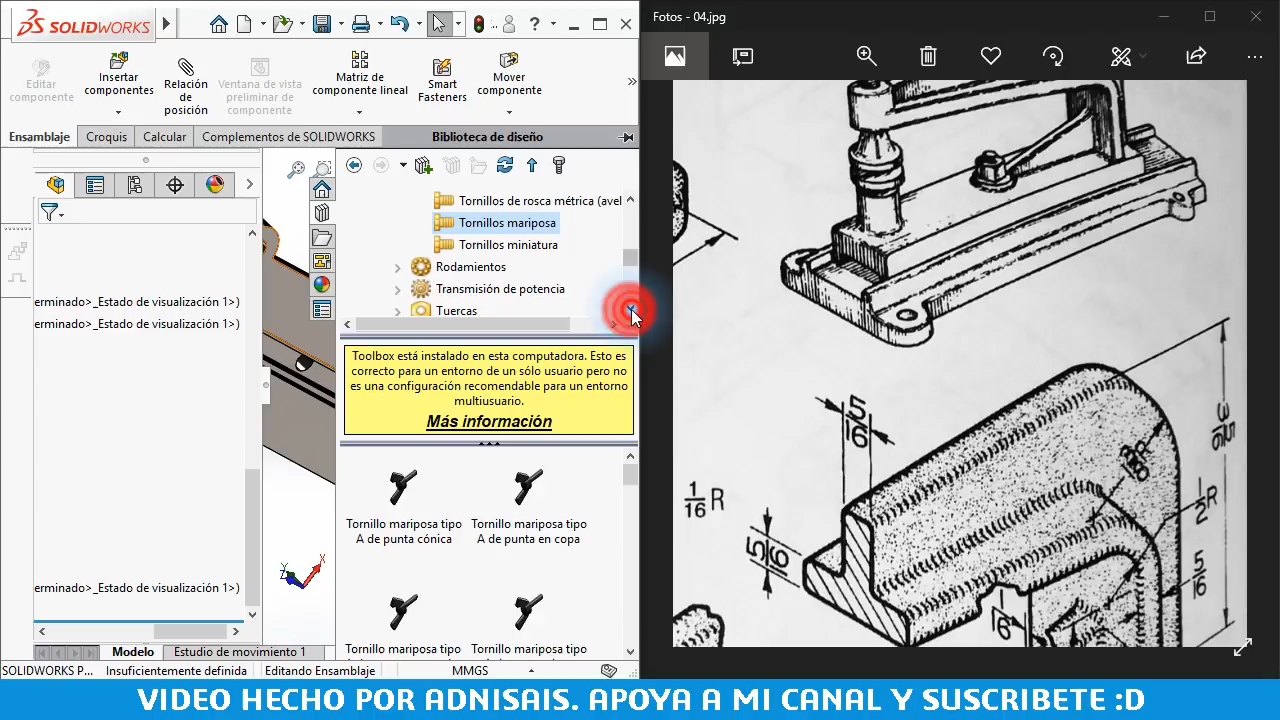 SOLIDWORKS
Fotos - 04.jpg
Editar componente
Insertar componentes
Relación de posición
Ventana de vista preliminar de componente
Matriz de componente lineal
Smart Fasteners
Mover componente
Ensamblaje
Croquis
Calcular
Complementos de SOLIDWORKS
Biblioteca de diseño
Tornillos de rosca métrica (avel
Tornillos mariposa
Tornillos miniatura
Rodamientos
Transmisión de potencia
Tuercas
erminado>_Estado de visualización 1>)
erminado>_Estado de visualización 1>)
erminado>_Estado de visualización 1>)
Toolbox está instalado en esta computadora. Esto es
correcto para un entorno de un sólo usuario pero no
es una configuración recomendable para un entorno
multiusuario.
Más información
Tornillo mariposa tipo
A de punta cónica
Tornillo mariposa tipo
A de punta en copa
Tornillo mariposa tipo
Tornillo mariposa tipo
5/16
1/16 R
5/16
1/2 R
5/16
1/16
Modelo
Estudio de movimiento 1
SOLIDWORKS P...
Insuficientemente definida
Editando Ensamblaje
MMGS
VIDEO HECHO POR ADNISAIS. APOYA A MI CANAL Y SUSCRIBETE :D